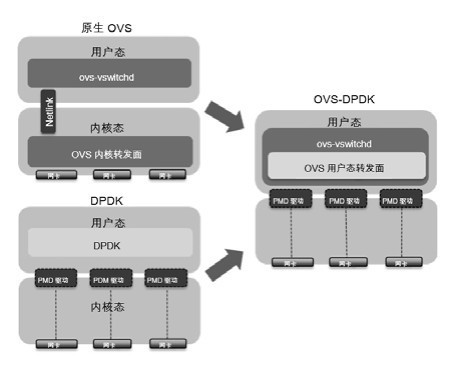 原生 OVS
用户态
ovs-vswitchd
Netlink
内核态
OVS 内核转发面
网卡 网卡 网卡
DPDK
用户态
DPDK
PMD 驱动 PDM 驱动 PMD 驱动
内核态
网卡 网卡 网卡
OVS-DPDK
用户态
ovs-vswitchd
OVS 用户态转发面
PMD 驱动 PMD 驱动 PMD 驱动
网卡 网卡 网卡